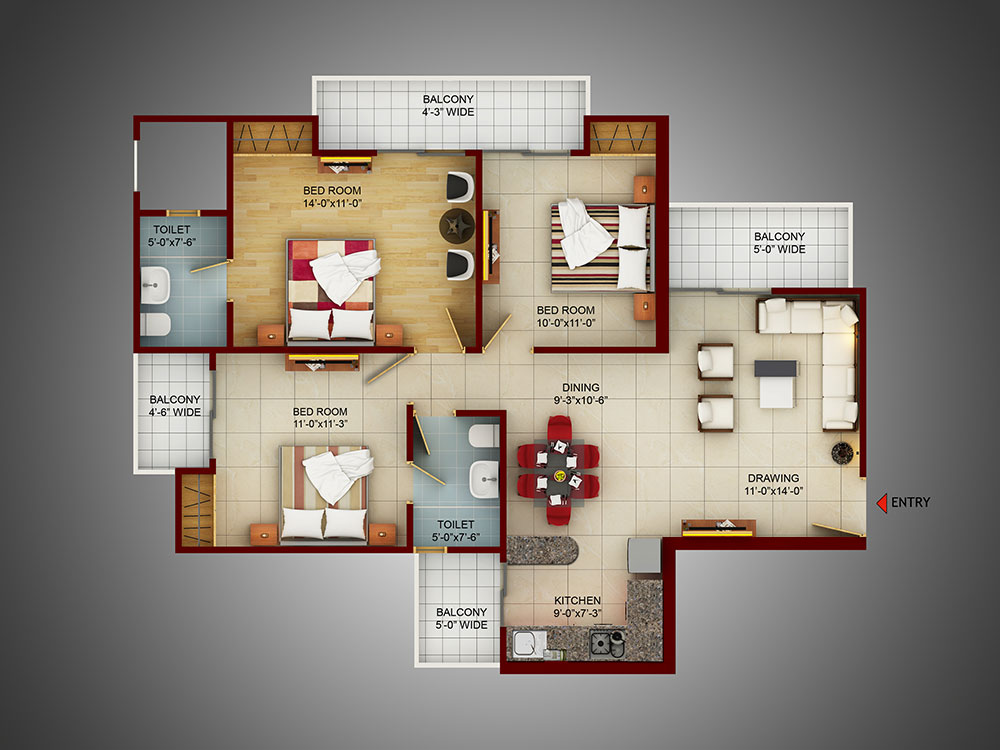 BALCONY
4'-3" WIDE
BED ROOM
14'-0"x11'-0"
TOILET
5'-0"x7'-6"
BALCONY
5'-0" WIDE
BED ROOM
10'-0"x11'-0"
BALCONY
4'-6" WIDE
BED ROOM
11'-0"x11'-3"
DINING
9'-3"x10'-6"
DRAWING
11'-0"x14'-0"
ENTRY
TOILET
5'-0"x7'-6"
KITCHEN
9'-0"x7'-3"
BALCONY
5'-0" WIDE